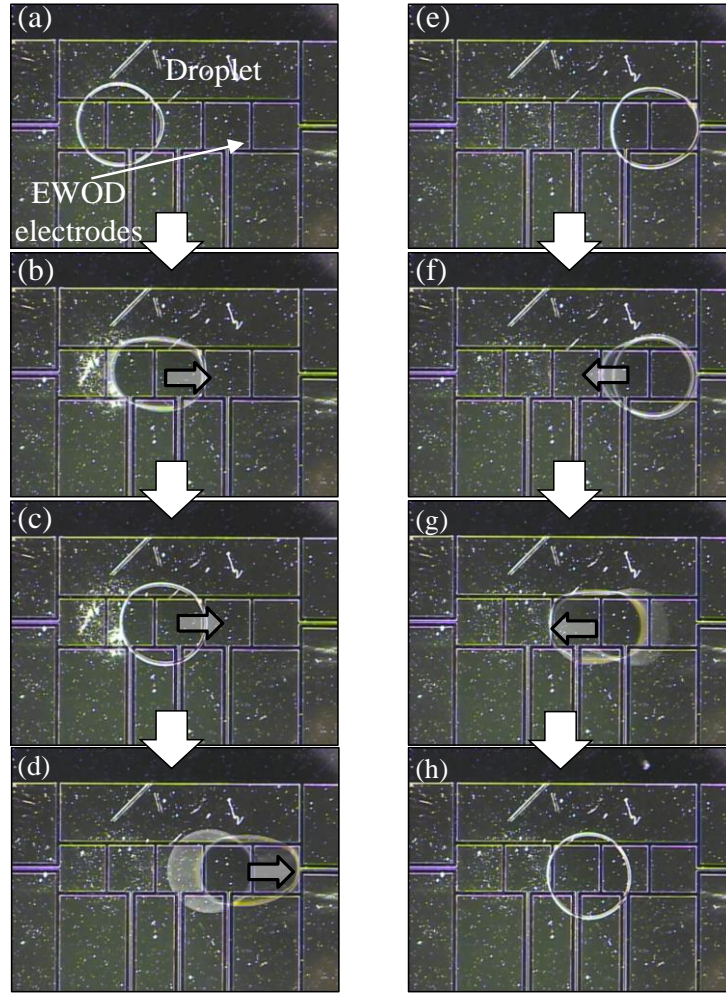 (a)
Droplet
EWOD
electrodes
(b)
(c)
(d)
(e)
(f)
(g)
(h)